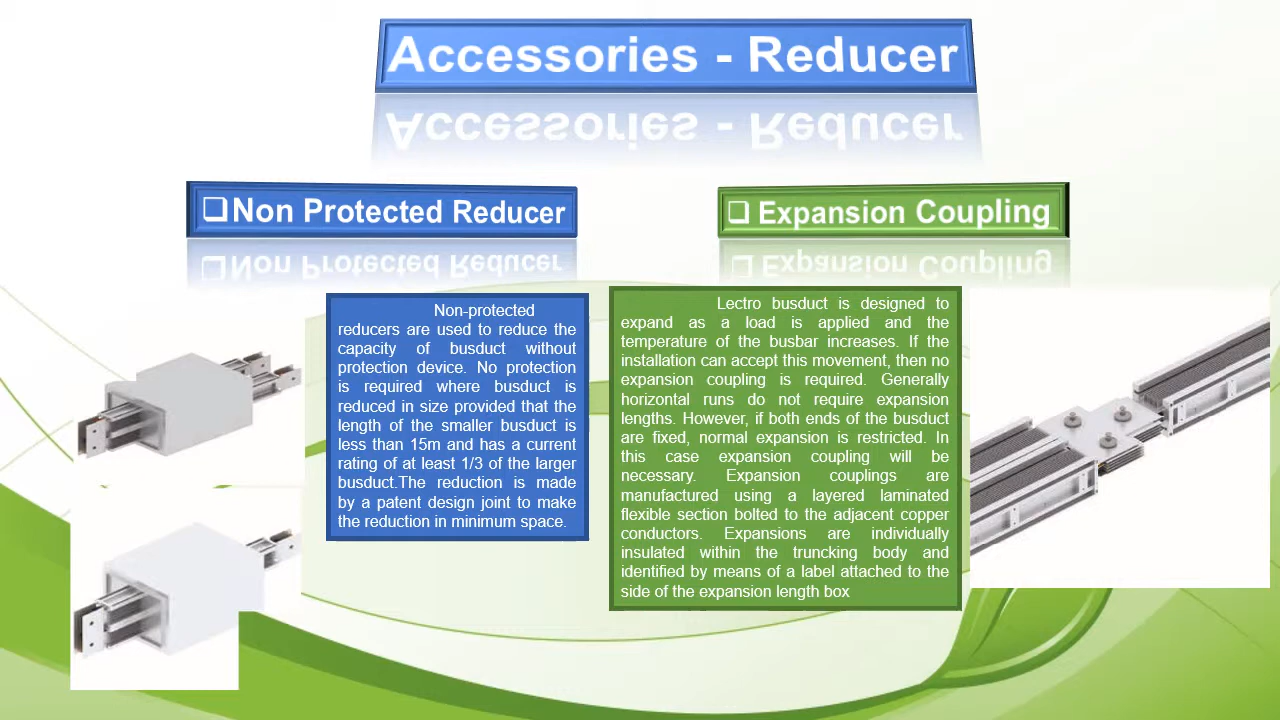 Accessories - Reducer
❑Non Protected Reducer
Non-protected
reducers are used to reduce the
capacity of busduct without
protection device. No protection
is required where busduct is
reduced in size provided that the
length of the smaller busduct is
less than 15m and has a current
rating of at least 1/3 of the larger
busduct.The reduction is made
by a patent design joint to make
the reduction in minimum space.
❑ Expansion Coupling
Lectro busduct is designed to
expand as a load is applied and the
temperature of the busbar increases. If the
installation can accept this movement, then no
expansion coupling is required. Generally
horizontal runs do not require expansion
lengths. However, if both ends of the busduct
are fixed, normal expansion is restricted. In
this case expansion coupling will be
necessary. Expansion couplings are
manufactured using a layered laminated
flexible section bolted to the adjacent copper
conductors. Expansions are individually
insulated within the truncking body and
identified by means of a label attached to the
side of the expansion length box